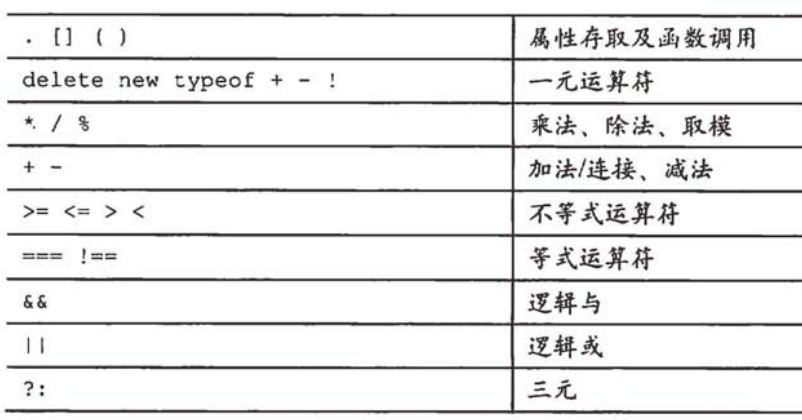 . [] ( ) 属性存取及函数调用
delete new typeof + - ! 一元运算符
* / % 乘法、除法、取模
+ - 加法/连接、减法
>= <= > < 不等式运算符
=== !== 等式运算符
&& 逻辑与
|| 逻辑或
?: 三元